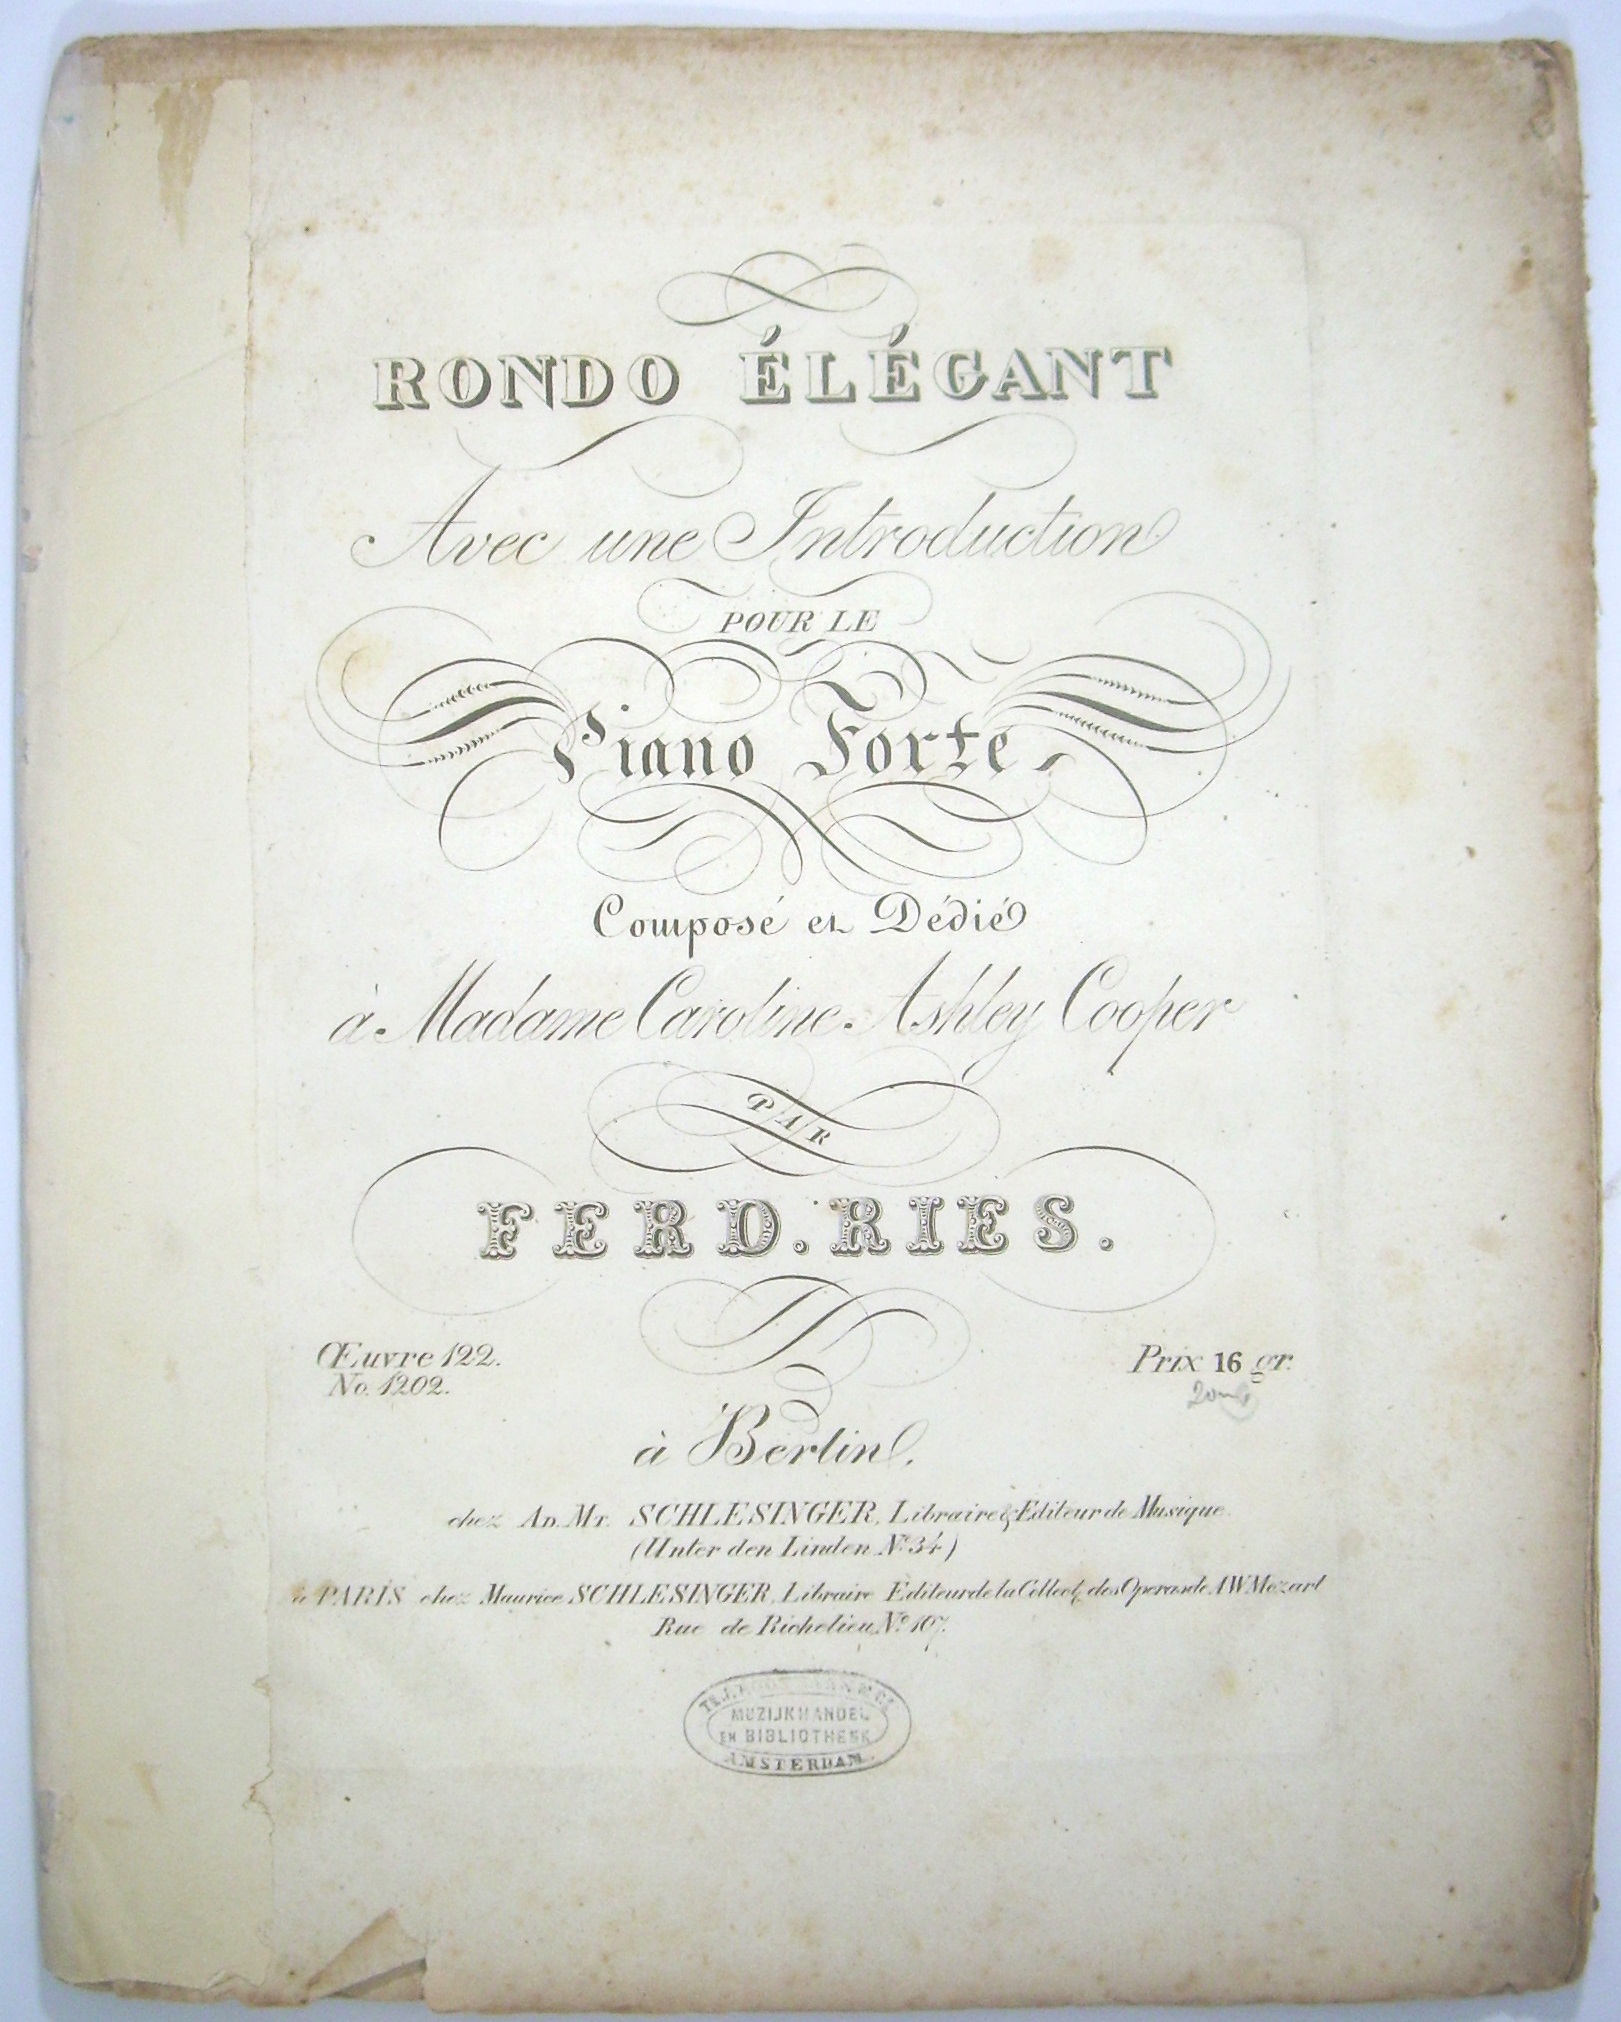 RONDO ÉLÉGANT
Avec une Introduction
POUR LE
Piano Forte
Composé et Dédié
à Madame Caroline Ashley Cooper
PAR
FERD. RIES.
Œuvre 122.
No. 1202.
Prix 16 gr.
à Berlin.
chez AD. MT. SCHLESINGER, Libraire & Editeur de Musique
(Unter den Linden No. 34)
à PARIS chez Maurice SCHLESINGER, Libraire Editeur de la Collect. des Operas de A W Mozart
Rue de Richelieu, No. 107.
MUZIJKHANDEL
EN BIBLIOTHEEK
AMSTERDAM.